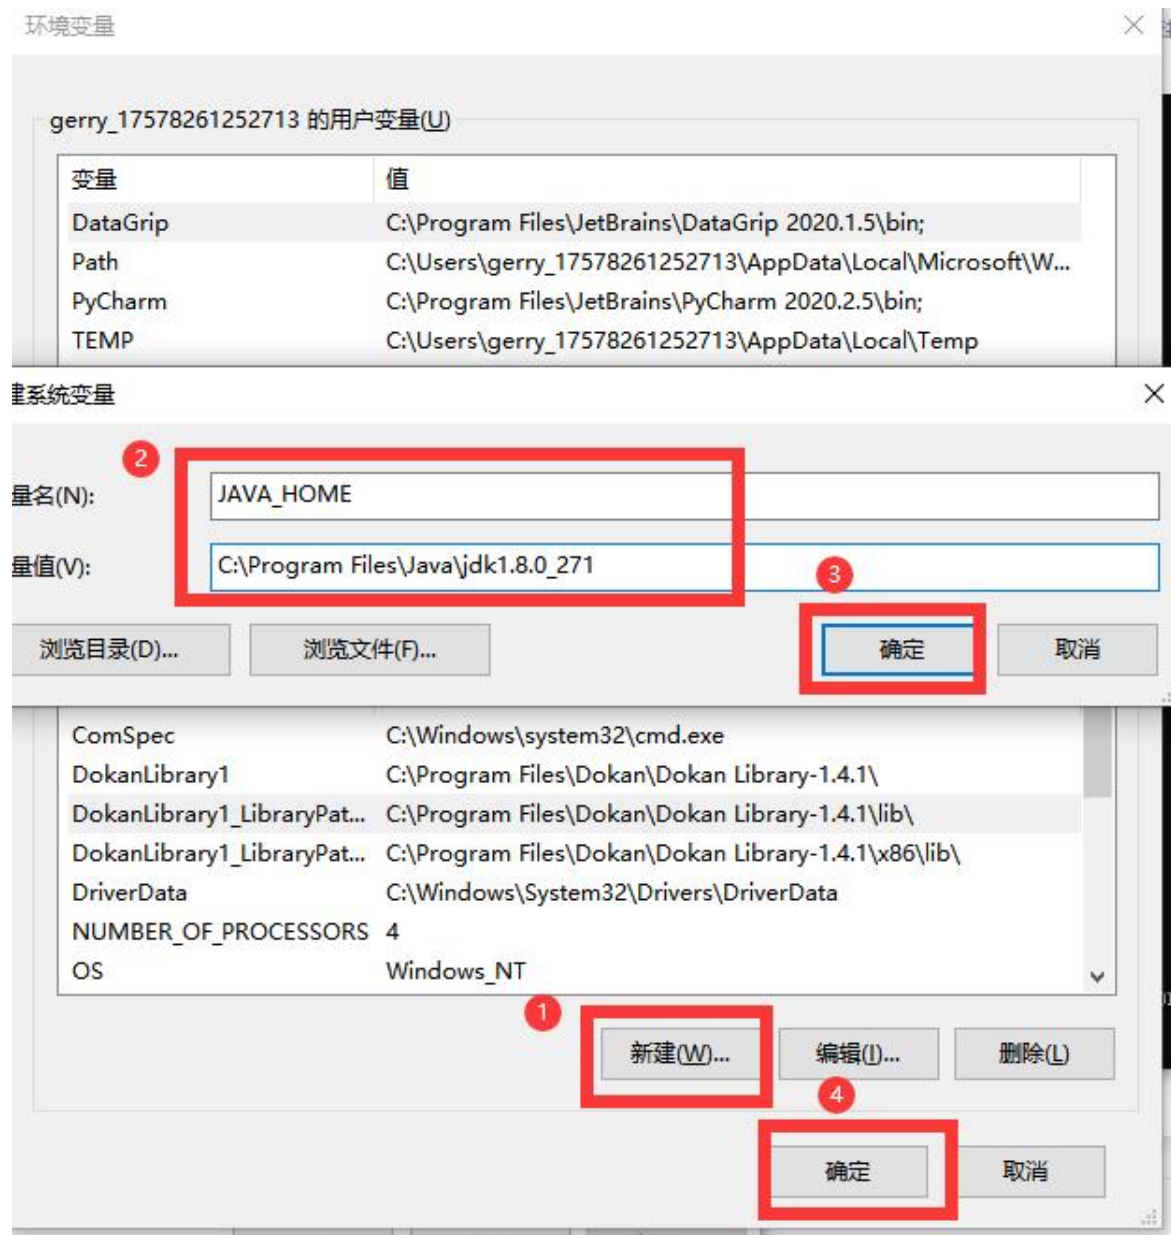 环境变量
gerry_17578261252713 的用户变量(U)
变量 值
DataGrip C:\Program Files\JetBrains\DataGrip 2020.1.5\bin;
Path C:\Users\gerry_17578261252713\AppData\Local\Microsoft\W...
PyCharm C:\Program Files\JetBrains\PyCharm 2020.2.5\bin;
TEMP C:\Users\gerry_17578261252713\AppData\Local\Temp
建系统变量
2
量名(N): JAVA_HOME
量值(V): C:\Program Files\Java\jdk1.8.0_271
3
浏览目录(D)... 浏览文件(F)... 确定 取消
ComSpec C:\Windows\system32\cmd.exe
DokanLibrary1 C:\Program Files\Dokan\Dokan Library-1.4.1\
DokanLibrary1_LibraryPat... C:\Program Files\Dokan\Dokan Library-1.4.1\lib\
DokanLibrary1_LibraryPat... C:\Program Files\Dokan\Dokan Library-1.4.1\x86\lib\
DriverData C:\Windows\System32\Drivers\DriverData
NUMBER_OF_PROCESSORS 4
OS Windows_NT
1
新建(W)... 编辑(I)... 删除(L)
4
确定 取消